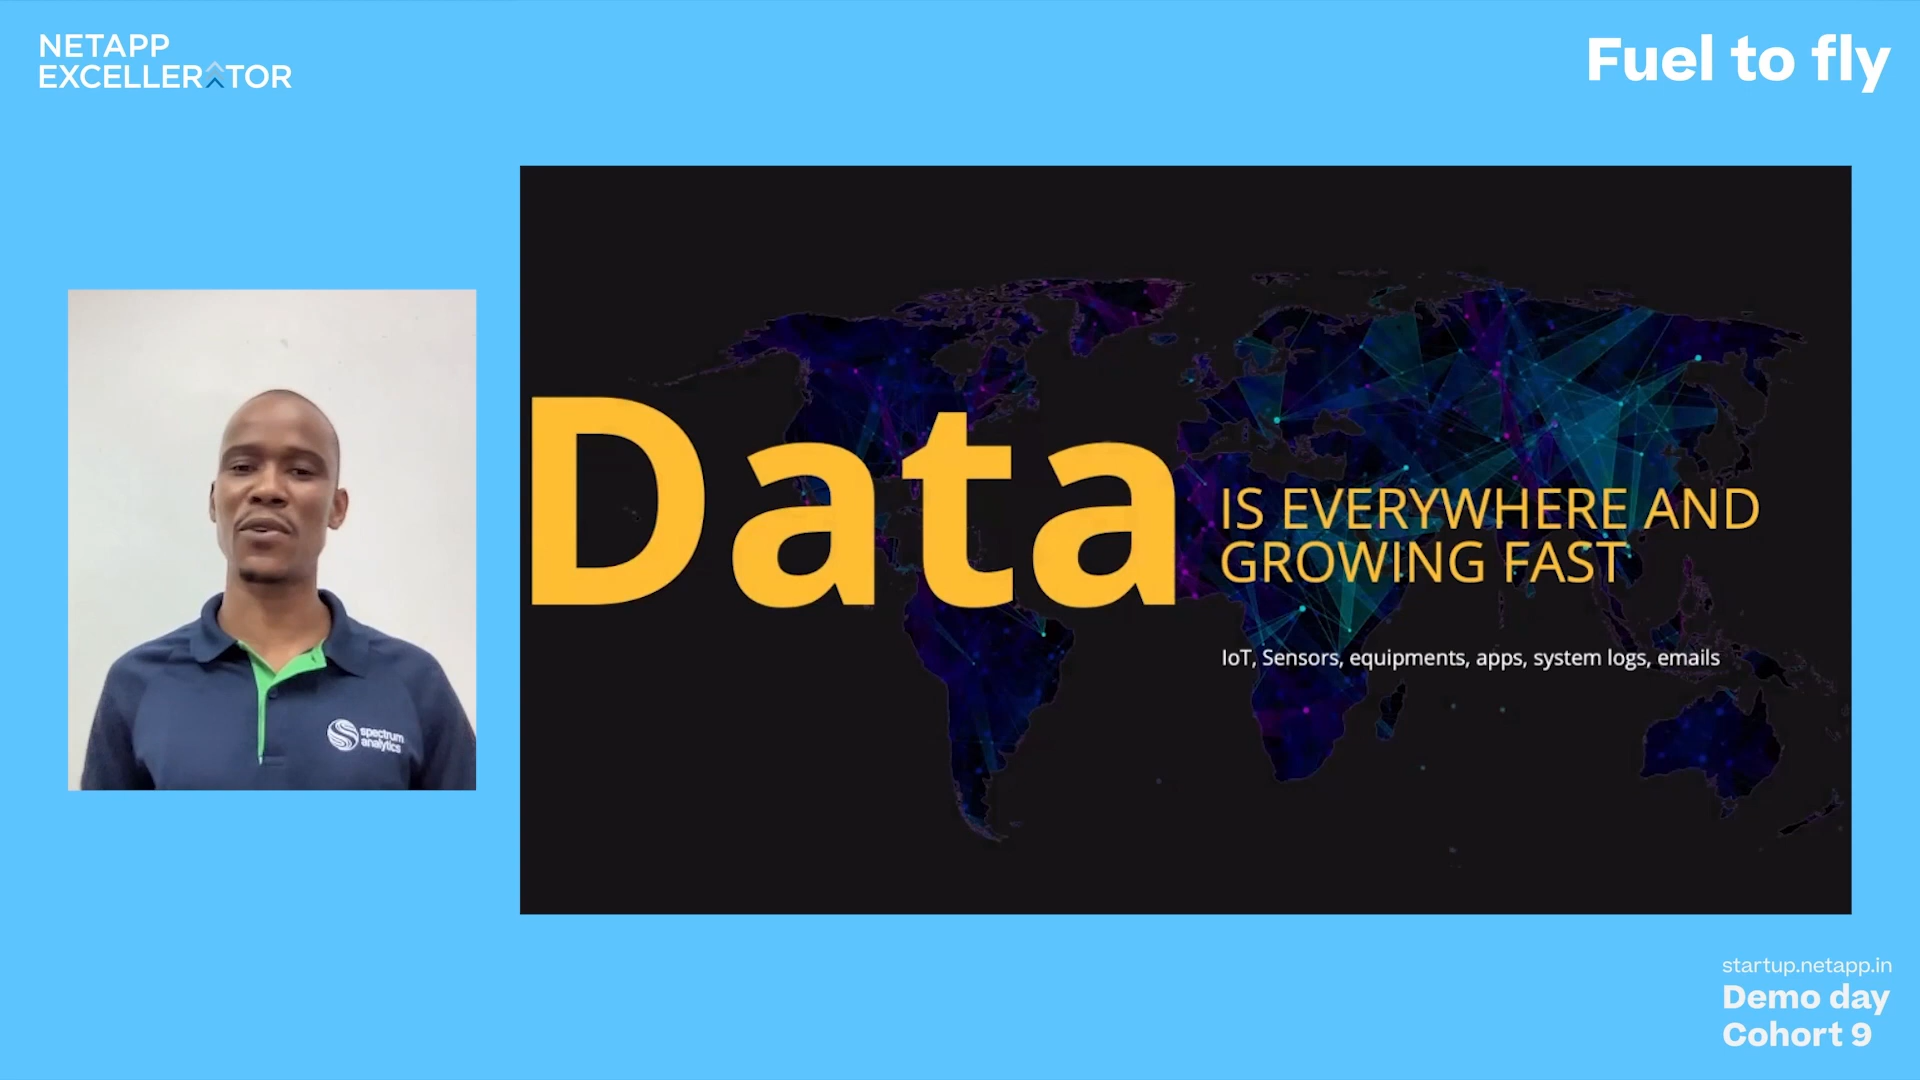 NETAPP
EXCELLERATOR
Fuel to fly
Data
IS EVERYWHERE AND
GROWING FAST
IoT, Sensors, equipments, apps, system logs, emails
spectrum
analytics
startup.netapp.in
Demo day
Cohort 9